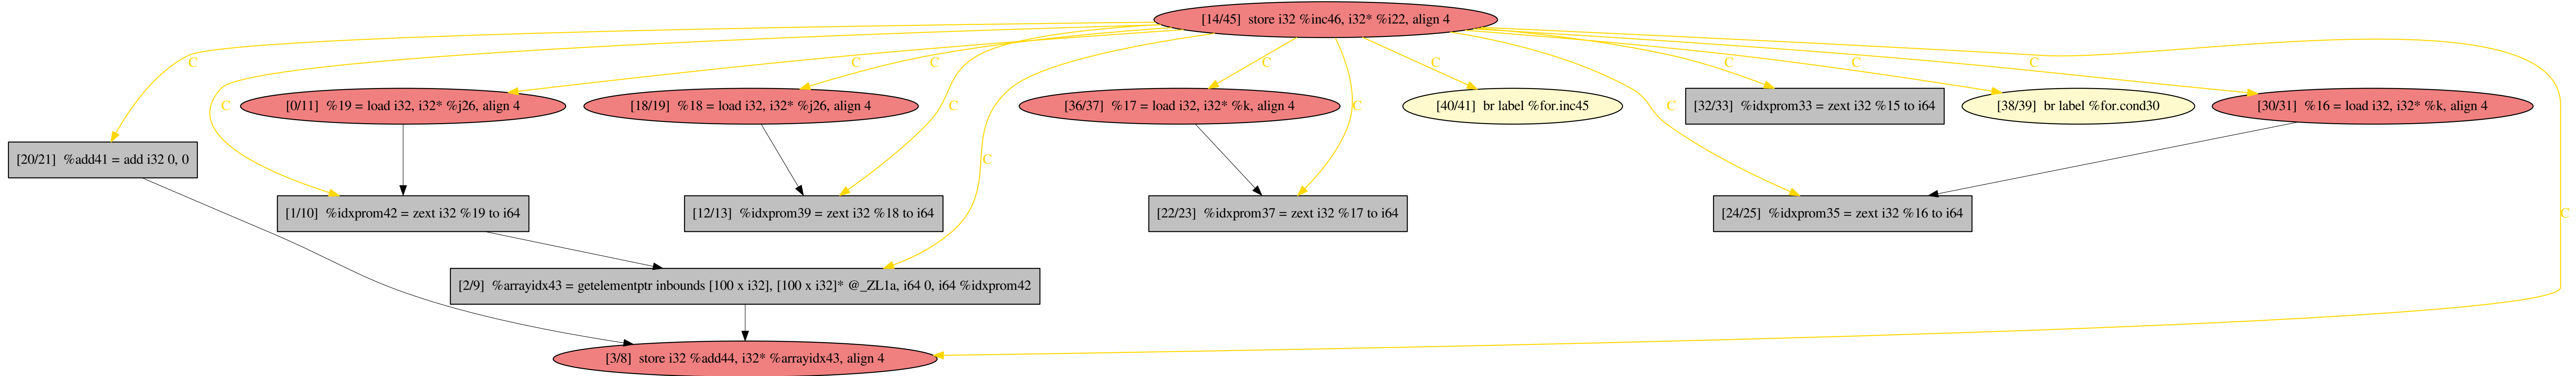 [14/45]  store i32 %inc46, i32* %i22, align 4
C C C C C C C C
[0/11]  %19 = load i32, i32* %j26, align 4
[18/19]  %18 = load i32, i32* %j26, align 4
[36/37]  %17 = load i32, i32* %k, align 4
[40/41]  br label %for.inc45
[32/33]  %idxprom33 = zext i32 %15 to i64
[38/39]  br label %for.cond30
[30/31]  %16 = load i32, i32* %k, align 4
C C C C
[20/21]  %add41 = add i32 0, 0
C
[1/10]  %idxprom42 = zext i32 %19 to i64
[12/13]  %idxprom39 = zext i32 %18 to i64
[22/23]  %idxprom37 = zext i32 %17 to i64
[24/25]  %idxprom35 = zext i32 %16 to i64
C
[2/9]  %arrayidx43 = getelementptr inbounds [100 x i32], [100 x i32]* @_ZL1a, i64 0, i64 %idxprom42
[3/8]  store i32 %add44, i32* %arrayidx43, align 4